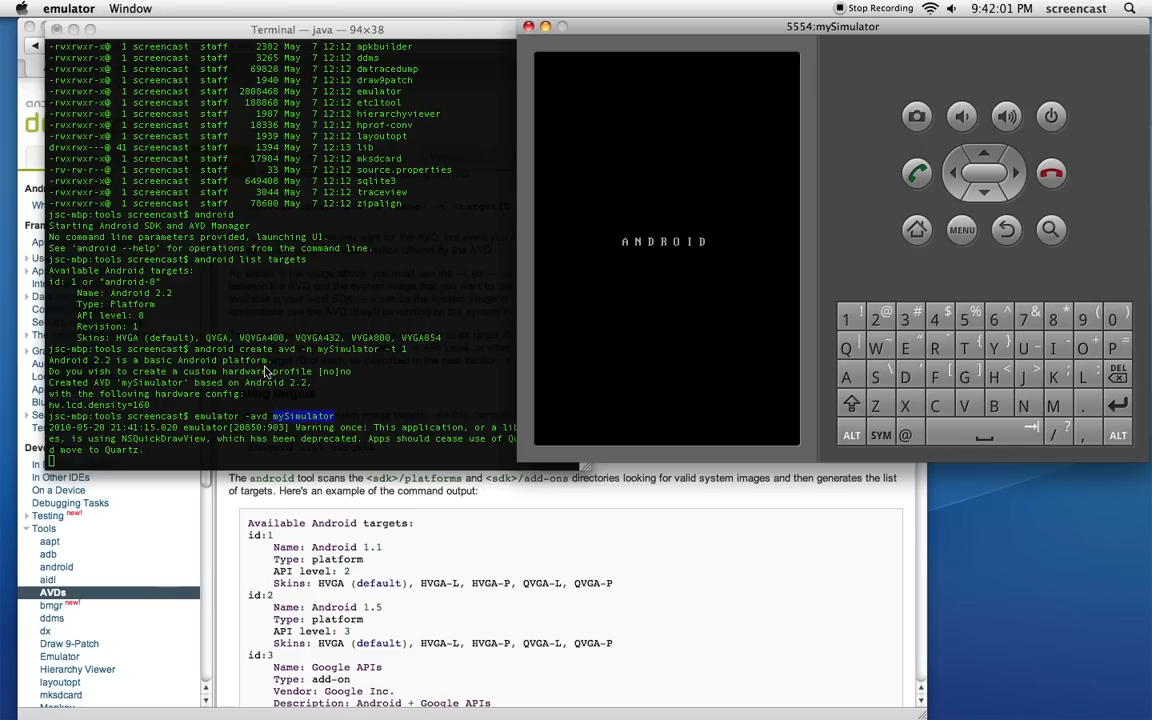 emulator Window
Stop Recording 9:42:01 PM screencast
Terminal — java — 94×38
-rwxrwxr-x@ 1 screencast staff 2382 May 7 12:12 apkbuilder
-rwxrwxr-x@ 1 screencast staff 3265 May 7 12:12 ddms
-rwxrwxr-x@ 1 screencast staff 69828 May 7 12:12 dmtracedump
-rwxrwxr-x@ 1 screencast staff 1940 May 7 12:12 draw9patch
-rwxrwxr-x@ 1 screencast staff 2808468 May 7 12:12 emulator
-rwxrwxr-x@ 1 screencast staff 188868 May 7 12:12 etc1tool
-rwxrwxr-x@ 1 screencast staff 1987 May 7 12:12 hierarchyviewer
-rwxrwxr-x@ 1 screencast staff 18336 May 7 12:12 hprof-conv
-rwxrwxr-x@ 1 screencast staff 1939 May 7 12:12 layoutopt
drwxrwx---@ 41 screencast staff 1394 May 7 12:13 lib
-rwxrwxr-x@ 1 screencast staff 17984 May 7 12:12 mksdcard
-rw-rw-r--@ 1 screencast staff 33 May 7 12:12 source.properties
-rwxrwxr-x@ 1 screencast staff 649408 May 7 12:12 sqlite3
-rwxrwxr-x@ 1 screencast staff 3044 May 7 12:12 traceview
-rwxrwxr-x@ 1 screencast staff 78600 May 7 12:12 zipalign
jsc-mbp:tools screencast$ android
Starting Android SDK and AVD Manager
No command line parameters provided, launching UI.
See 'android --help' for operations from the command line.
jsc-mbp:tools screencast$ android list targets
Available Android targets:
id: 1 or "android-8"
Name: Android 2.2
Type: Platform
API level: 8
Revision: 1
Skins: HVGA (default), QVGA, WQVGA400, WQVGA432, WVGA800, WVGA854
jsc-mbp:tools screencast$ android create avd -n mySimulator -t 1
Android 2.2 is a basic Android platform.
Do you wish to create a custom hardware profile [no]no
Created AVD 'mySimulator' based on Android 2.2,
with the following hardware config:
hw.lcd.density=160
jsc-mbp:tools screencast$ emulator -avd mySimulator
2010-05-20 21:41:15.020 emulator[20850:903] Warning once: This application, or a lib
es, is using NSQuickDrawView, which has been deprecated. Apps should cease use of Qu
d move to Quartz.
5554:mySimulator
ANDROID
MENU
1 ! 2 @ 3 # 4 $ 5 % 6 ^ 7 & 8 * 9 ( 0 )
Q W E R T Y U I O P
A S D F G H J K L DEL
Z X C V B N M .
ALT SYM @ / ? , ALT
In Other IDEs
On a Device
Debugging Tasks
Testing new!
Tools
aapt
adb
android
aidl
AVDs
bmgr new!
ddms
dx
Draw 9-Patch
Emulator
Hierarchy Viewer
layoutopt
mksdcard
The android tool scans the <sdk>/platforms and <sdk>/add-ons directories looking for valid system images and then generates the list
of targets. Here's an example of the command output:
Available Android targets:
id:1
Name: Android 1.1
Type: platform
API level: 2
Skins: HVGA (default), HVGA-L, HVGA-P, QVGA-L, QVGA-P
id:2
Name: Android 1.5
Type: platform
API level: 3
Skins: HVGA (default), HVGA-L, HVGA-P, QVGA-L, QVGA-P
id:3
Name: Google APIs
Type: add-on
Vendor: Google Inc.
Description: Android + Google APIs